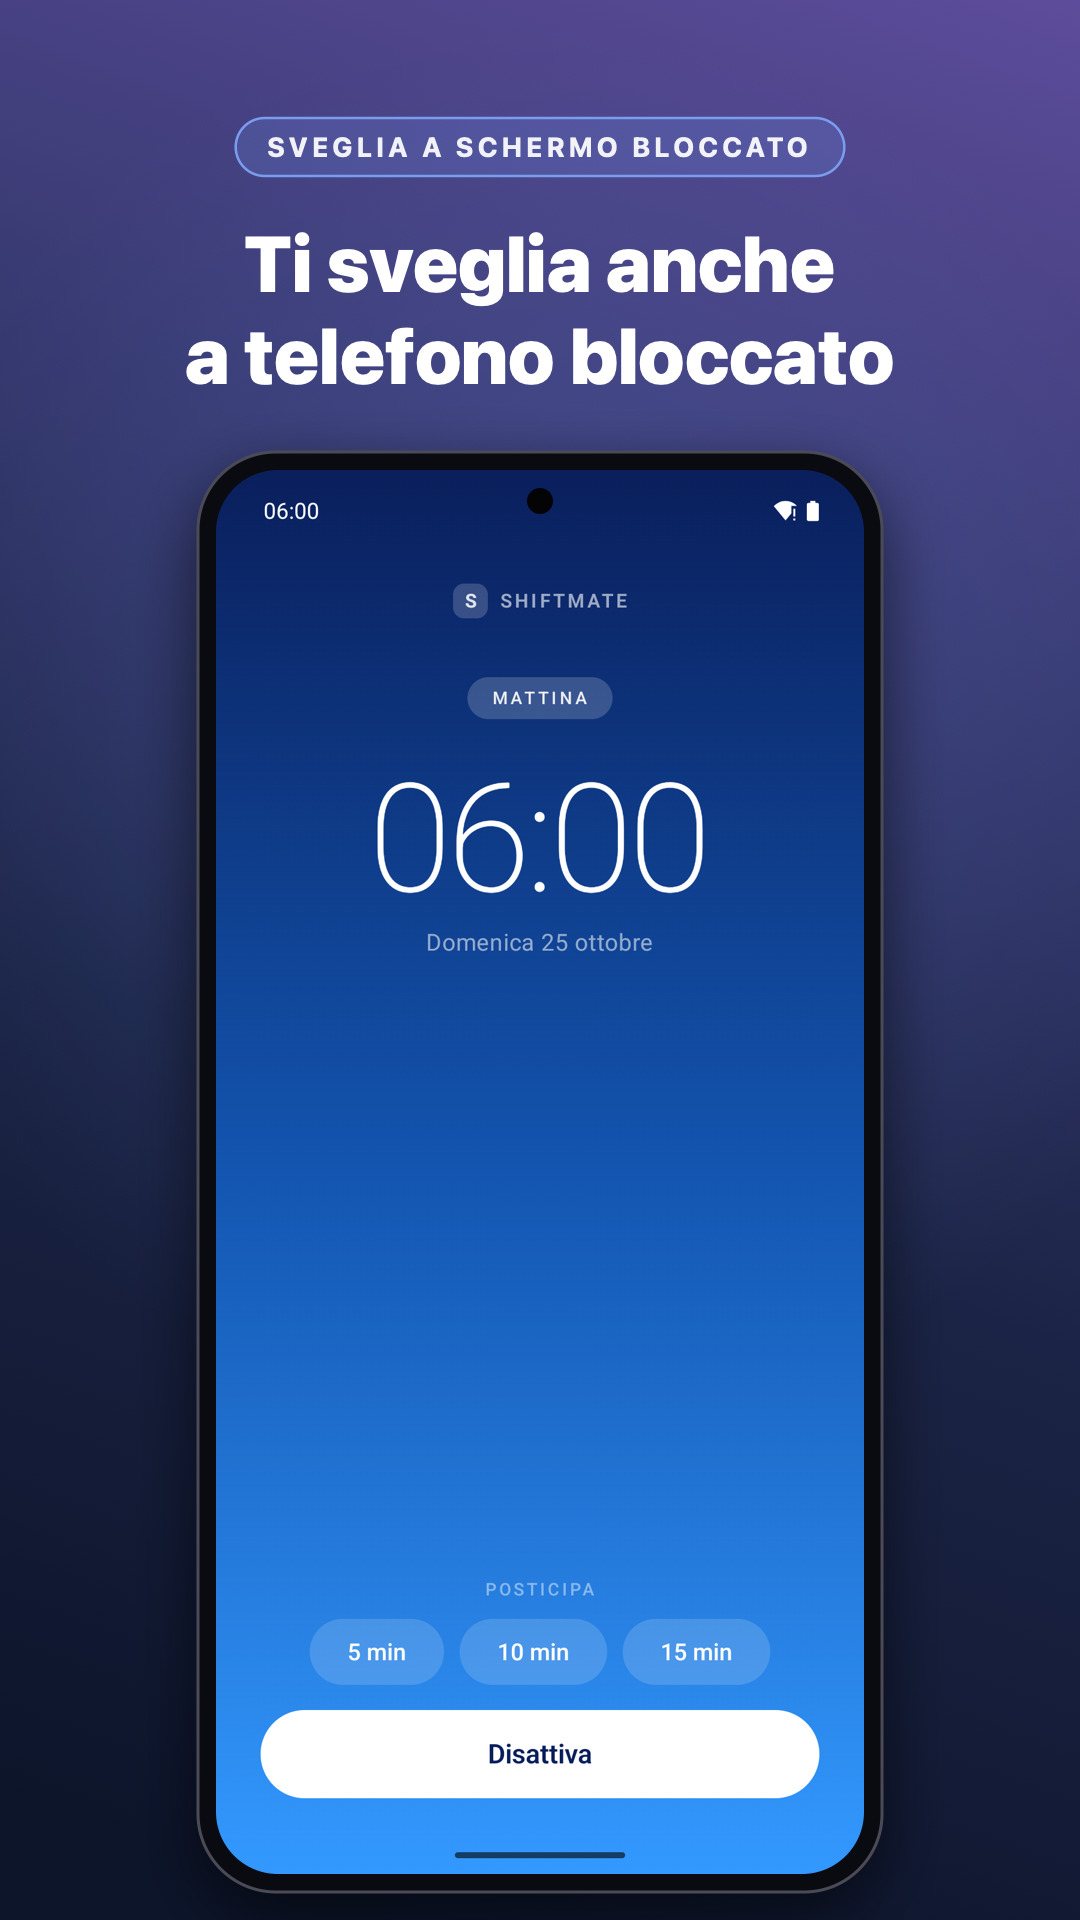 SVEGLIA A SCHERMO BLOCCATO
Ti sveglia anche
a telefono bloccato
06:00
S SHIFTMATE
MATTINA
06:00
Domenica 25 ottobre
POSTICIPA
5 min 10 min 15 min
Disattiva